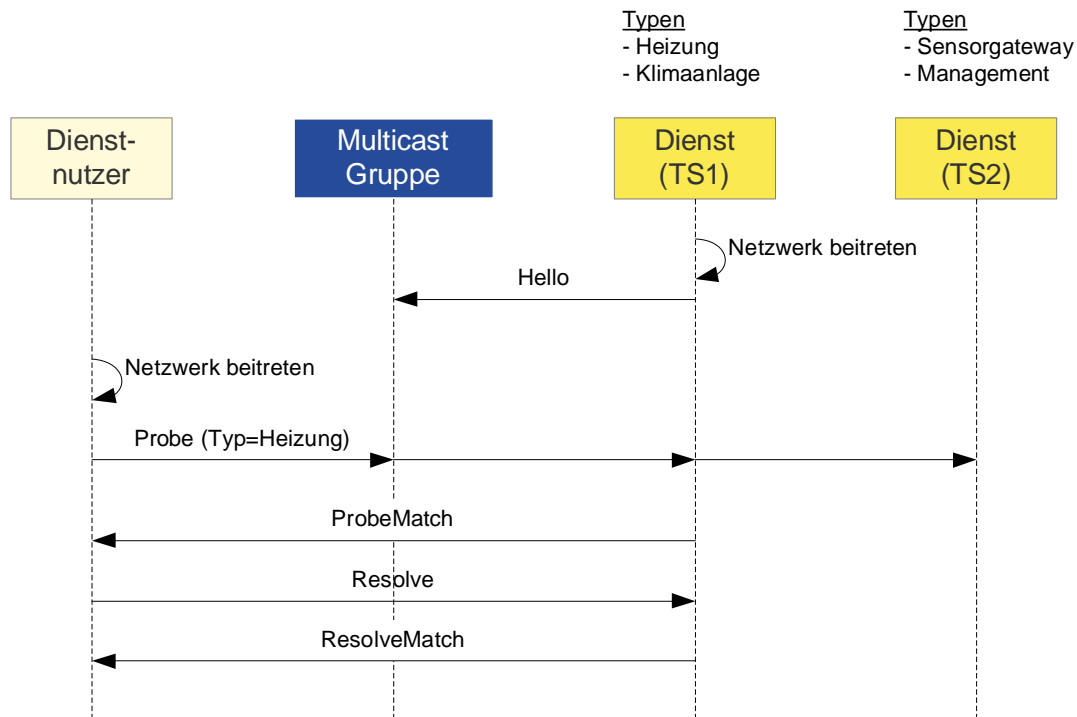 Typen
- Heizung
- Klimaanlage
Typen
- Sensorgateway
- Management
Dienst-
nutzer
Multicast
Gruppe
Dienst
(TS1)
Dienst
(TS2)
Netzwerk beitreten
Hello
Netzwerk beitreten
Probe (Typ=Heizung)
ProbeMatch
Resolve
ResolveMatch